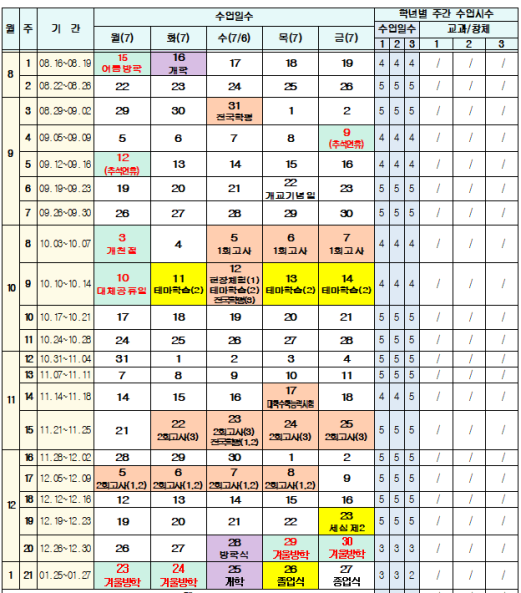 월 주 기 간 수업일수 학년별 주간 수업시수
월(7) 화(7) 수(7/6) 목(7) 금(7) 수업일수 교과/창체
1 2 3 1 2 3
8 1 08.16~08.19 15 16 17 18 19 4 4 4 / / /
여름방학 개학
2 08.22~08.26 22 23 24 25 26 5 5 5 / / /
9 3 08.29~09.02 29 30 31 1 2 5 5 5 / / /
전국학평
4 09.05~09.09 5 6 7 8 9 4 4 4 / / /
(추석연휴)
5 09.12~09.16 12 13 14 15 16 4 4 4 / / /
(추석연휴)
6 09.19~09.23 19 20 21 22 23 5 5 5 / / /
개교기념일
7 09.26~09.30 26 27 28 29 30 5 5 5 / / /
10 8 10.03~10.07 3 4 5 6 7 4 4 4 / / /
개천절 1회고사 1회고사 1회고사
9 10.10~10.14 10 11 12 13 14 4 4 4 / / /
대체공휴일 테마학습(2) 현장체험(1) 테마학습(2) 테마학습(2)
테마학습(2)
전국학평(3)
10 10.17~10.21 17 18 19 20 21 5 5 5 / / /
11 10.24~10.28 24 25 26 27 28 5 5 5 / / /
11 12 10.31~11.04 31 1 2 3 4 5 5 5 / / /
13 11.07~11.11 7 8 9 10 11 5 5 5 / / /
14 11.14~11.18 14 15 16 17 18 4 4 5 / / /
대학수학능력시험
15 11.21~11.25 21 22 23 24 25 5 5 5 / / /
2회고사(3) 2회고사(3) 2회고사(3) 2회고사(3)
전국학평(1,2)
12 16 11.28~12.02 28 29 30 1 2 5 5 5 / / /
17 12.05~12.09 5 6 7 8 9 5 5 5 / / /
2회고사(1,2) 2회고사(1,2) 2회고사(1,2) 2회고사(1,2)
18 12.12~12.16 12 13 14 15 16 5 5 5 / / /
19 12.19~12.23 19 20 21 22 23 5 5 5 / / /
세심제2
20 12.26~12.30 26 27 28 29 30 3 3 3 / / /
방학식 겨울방학 겨울방학
1 21 01.25~01.27 23 24 25 26 27 3 3 2 / / /
겨울방학 겨울방학 개학 졸업식 종업식